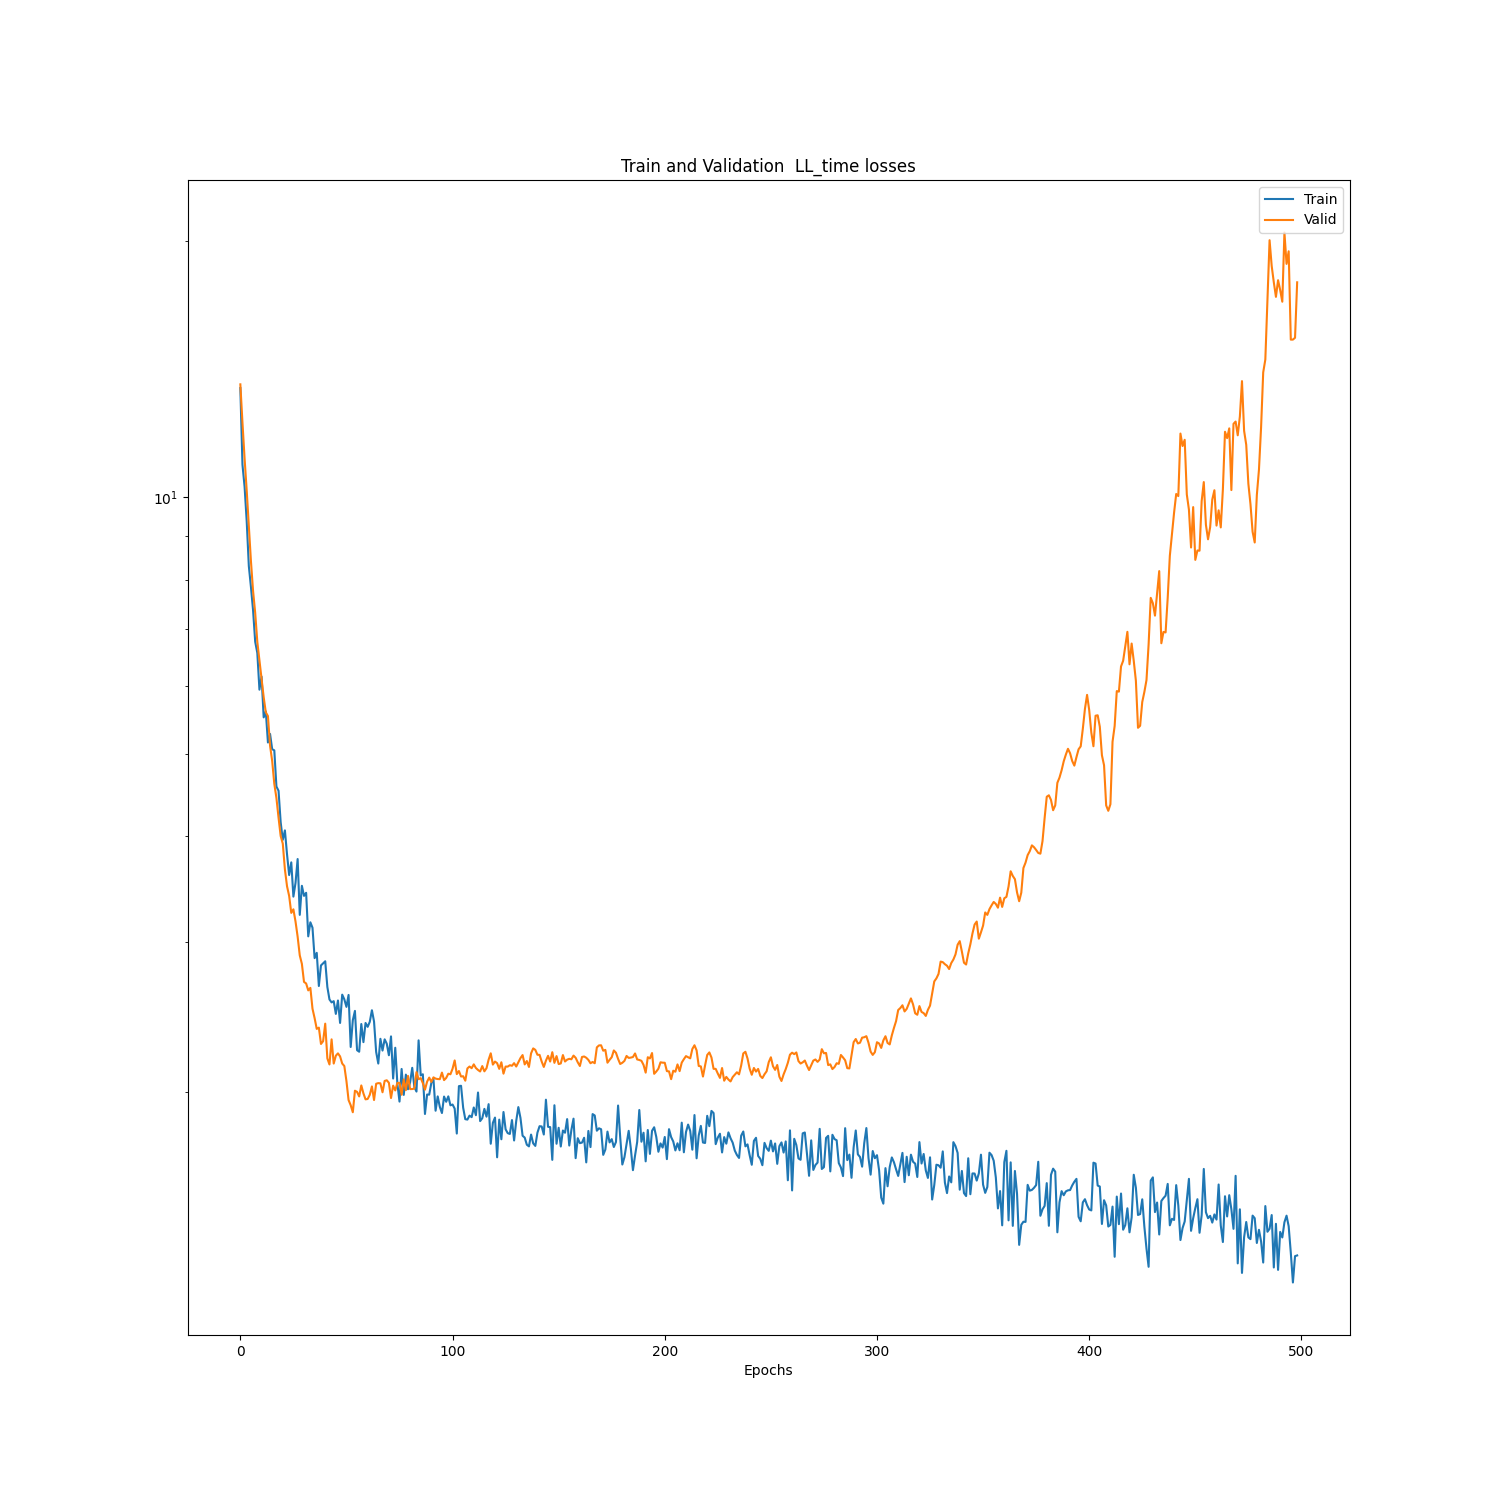 Train and Validation  LL_time losses
Train
Valid
10¹
0 100 200 300 400 500
Epochs